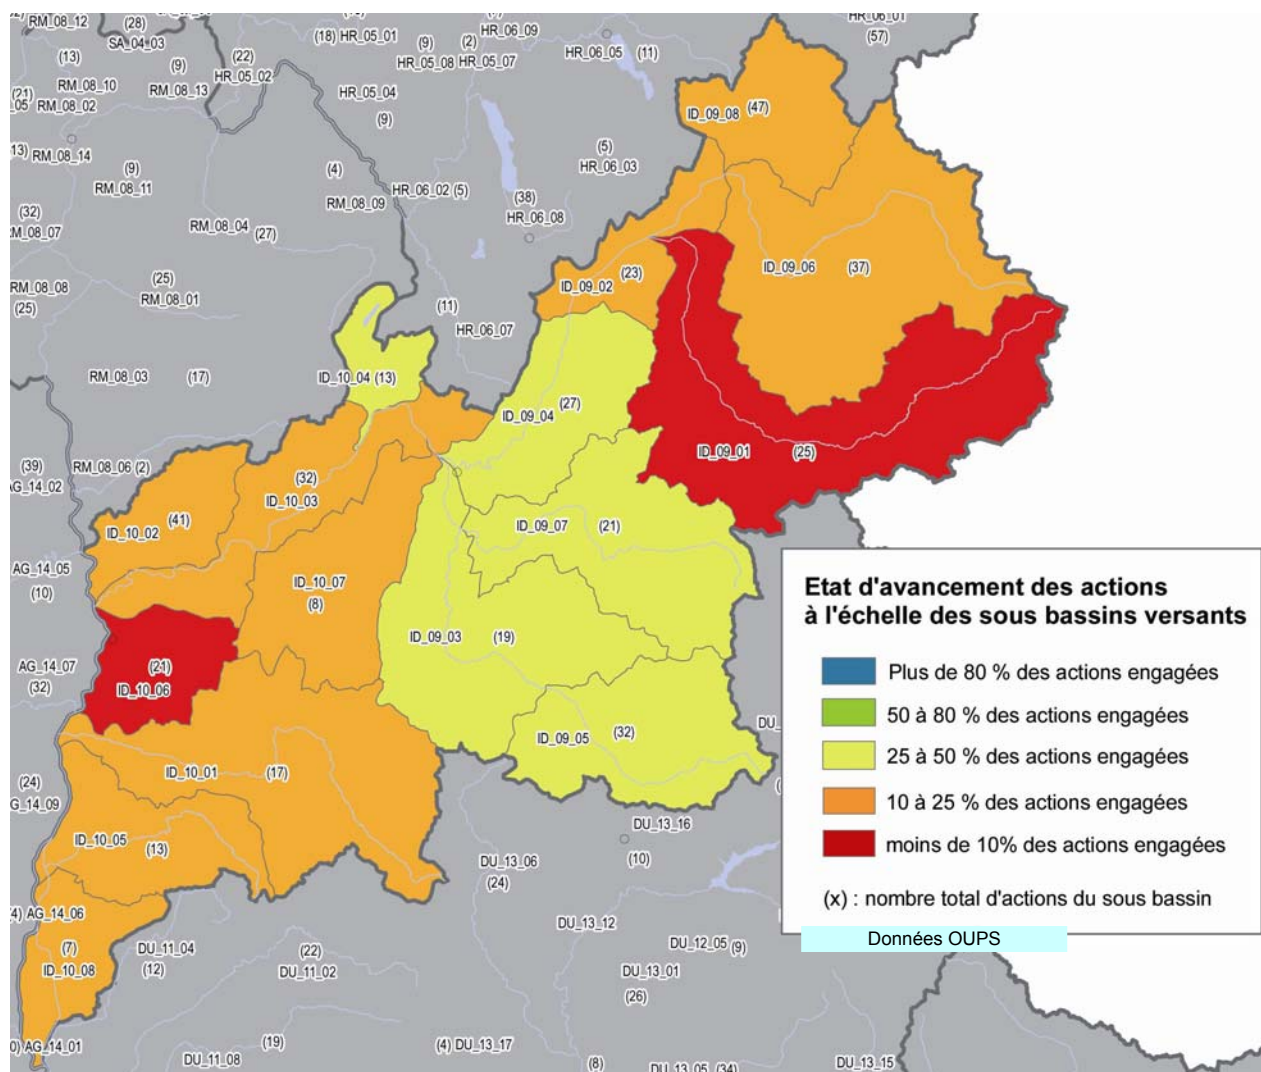 RM_08_12
(28)
SA_04_03
(18) HR_05_01
HR_06_09
HR_06_01
(57)
(13)
(9)
(22)
HR_05_02
(9)
HR_05_08
(2)
HR_05_07
HR_06_05
(11)
RM_08_10
RM_08_13
(21)
RM_08_02
HR_05_04
(9)
ID_09_08
(47)
RM_08_14
(9)
RM_08_11
(4)
RM_08_09
HR_06_02 (5)
(5)
HR_06_03
(38)
HR_06_08
(32)
RM_08_07
RM_08_04
(27)
RM_08_08
(25)
(25)
RM_08_01
ID_09_02
(23)
ID_09_06
(37)
(11)
HR_06_07
RM_08_03
(17)
ID_10_04 (13)
ID_09_04
(27)
ID_09_01
(25)
(39)
AG_14_02
RM_08_06 (2)
(32)
ID_10_03
ID_10_02
(41)
ID_09_07
(21)
AG_14_05
(10)
ID_10_07
(8)
ID_09_03
(19)
AG_14_07
(32)
(21)
ID_10_06
ID_09_05
(32)
ID_10_01
(17)
(24)
AG_14_09
ID_10_05
(13)
DU_13_16
(10)
DU_13_06
(24)
AG_14_06
(7)
ID_10_08
DU_11_04
(12)
(22)
DU_11_02
DU_13_12
DU_12_05
(9)
DU_13_01
(26)
AG_14_01
DU_11_08
(19)
(4) DU_13_17
(8)
DU_13_05 (34)
DU_13_15
Etat d'avancement des actions
à l'échelle des sous bassins versants
Plus de 80 % des actions engagées
50 à 80 % des actions engagées
25 à 50 % des actions engagées
10 à 25 % des actions engagées
moins de 10% des actions engagées
(x) : nombre total d'actions du sous bassin
Données OUPS